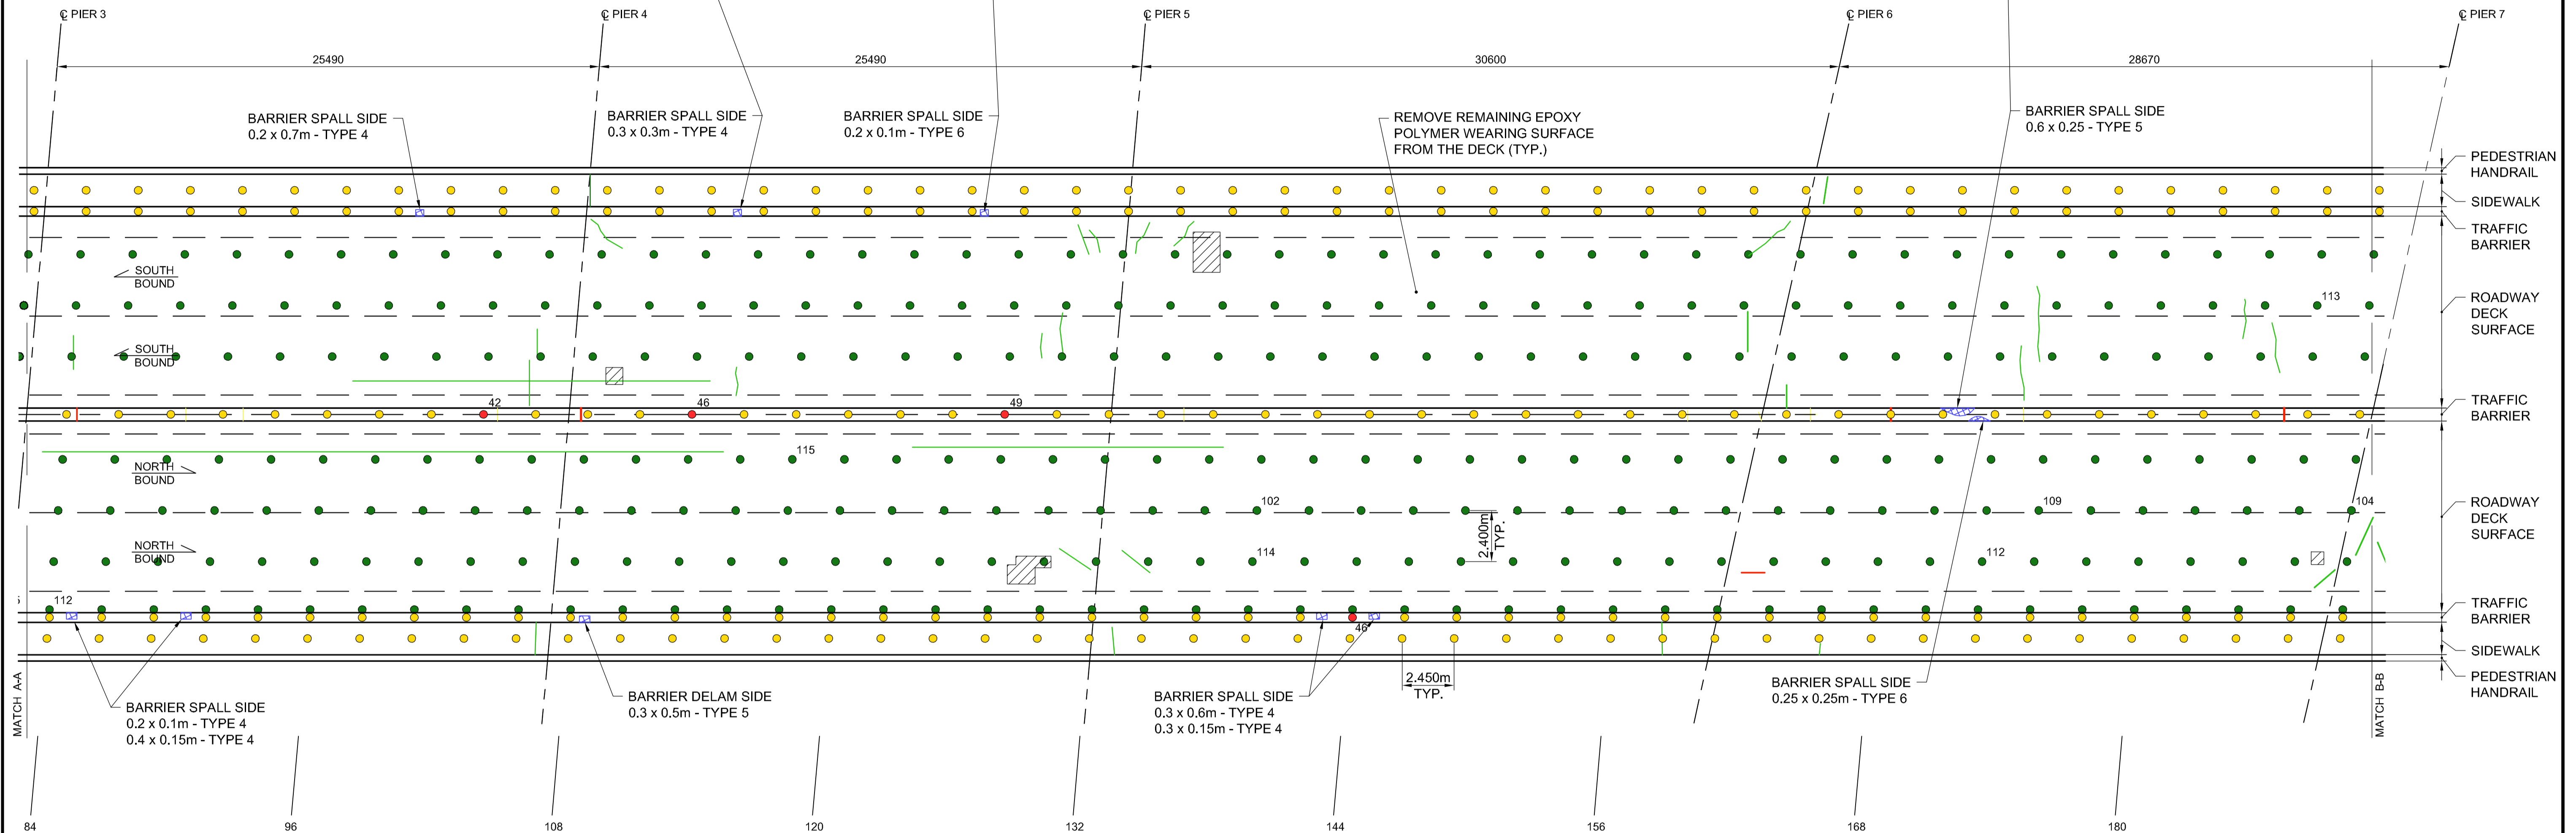 ℄ PIER 3
℄ PIER 4
℄ PIER 5
℄ PIER 6
℄ PIER 7
25490
25490
30600
28670
BARRIER SPALL SIDE
0.2 x 0.7m - TYPE 4
BARRIER SPALL SIDE
0.3 x 0.3m - TYPE 4
BARRIER SPALL SIDE
0.2 x 0.1m - TYPE 6
REMOVE REMAINING EPOXY
POLYMER WEARING SURFACE
FROM THE DECK (TYP.)
BARRIER SPALL SIDE
0.6 x 0.25 - TYPE 5
PEDESTRIAN
HANDRAIL
SIDEWALK
TRAFFIC
BARRIER
SOUTH
BOUND
113
ROADWAY
DECK
SURFACE
SOUTH
BOUND
42
46
49
TRAFFIC
BARRIER
115
NORTH
BOUND
102
109
104
ROADWAY
DECK
SURFACE
2.400m
TYP.
NORTH
BOUND
114
112
112
46
TRAFFIC
BARRIER
SIDEWALK
PEDESTRIAN
HANDRAIL
MATCH A-A
BARRIER SPALL SIDE
0.2 x 0.1m - TYPE 4
0.4 x 0.15m - TYPE 4
BARRIER DELAM SIDE
0.3 x 0.5m - TYPE 5
BARRIER SPALL SIDE
0.3 x 0.6m - TYPE 4
0.3 x 0.15m - TYPE 4
2.450m
TYP.
BARRIER SPALL SIDE
0.25 x 0.25m - TYPE 6
MATCH B-B
84
96
108
120
132
144
156
168
180